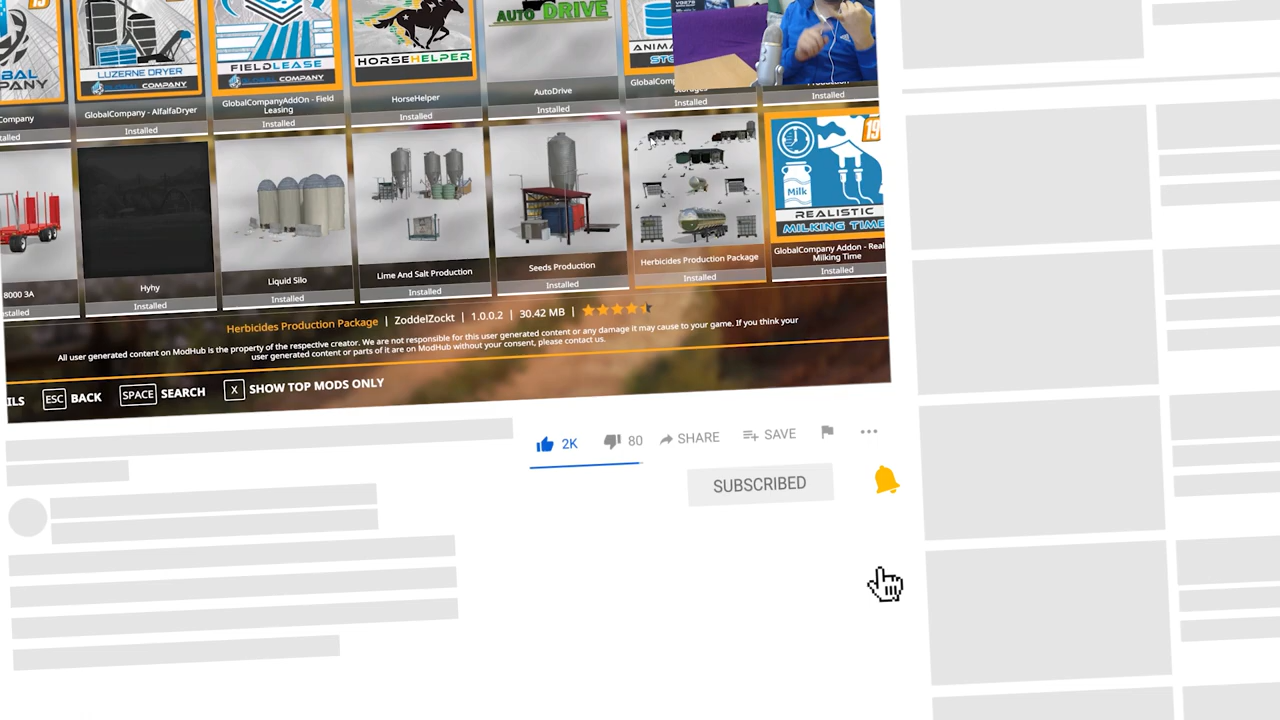 19
LUZERNE DRYER
GLOBAL COMPANY
FIELDLEASE
GLOBAL COMPANY
HORSEHELPER
AUTO DRIVE
GlobalCompany - AlfalfaDryer
GlobalCompanyAddOn - Field
Leasing
HorseHelper
AutoDrive
Installed
Installed
Installed
Installed
Installed
19
Milk
REALISTIC
MILKING TIME
8000 3A
Hyhy
Liquid Silo
Lime And Salt Production
Seeds Production
Herbicides Production Package
GlobalCompany Addon - Real
Milking Time
Installed
Installed
Installed
Installed
Installed
Installed
Herbicides Production Package | ZoddelZockt | 1.0.0.2 | 30.42 MB |
All user generated content on ModHub is the property of the respective creator. We are not responsible for this user generated content or any damage it may cause to your game. If you think your
user generated content or parts of it are on ModHub without your consent, please contact us.
ILS ESC BACK SPACE SEARCH X SHOW TOP MODS ONLY
2K 80 SHARE SAVE
SUBSCRIBED